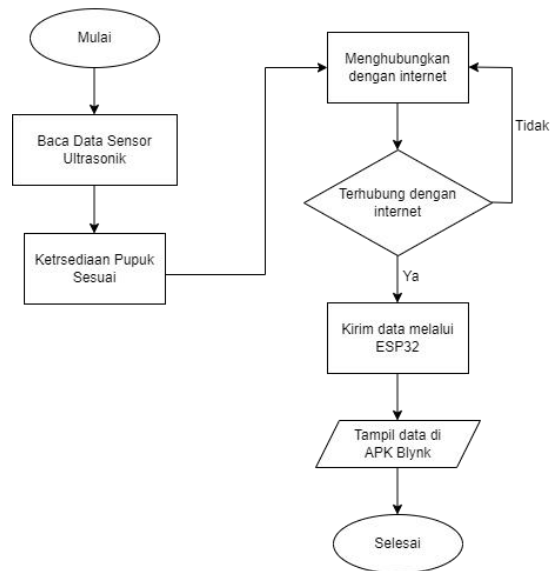 Mulai
Baca Data Sensor
Ultrasonik
Ketrsediaan Pupuk
Sesuai
Menghubungkan
dengan internet
Tidak
Terhubung dengan
internet
Ya
Kirim data melalui
ESP32
Tampil data di
APK Blynk
Selesai